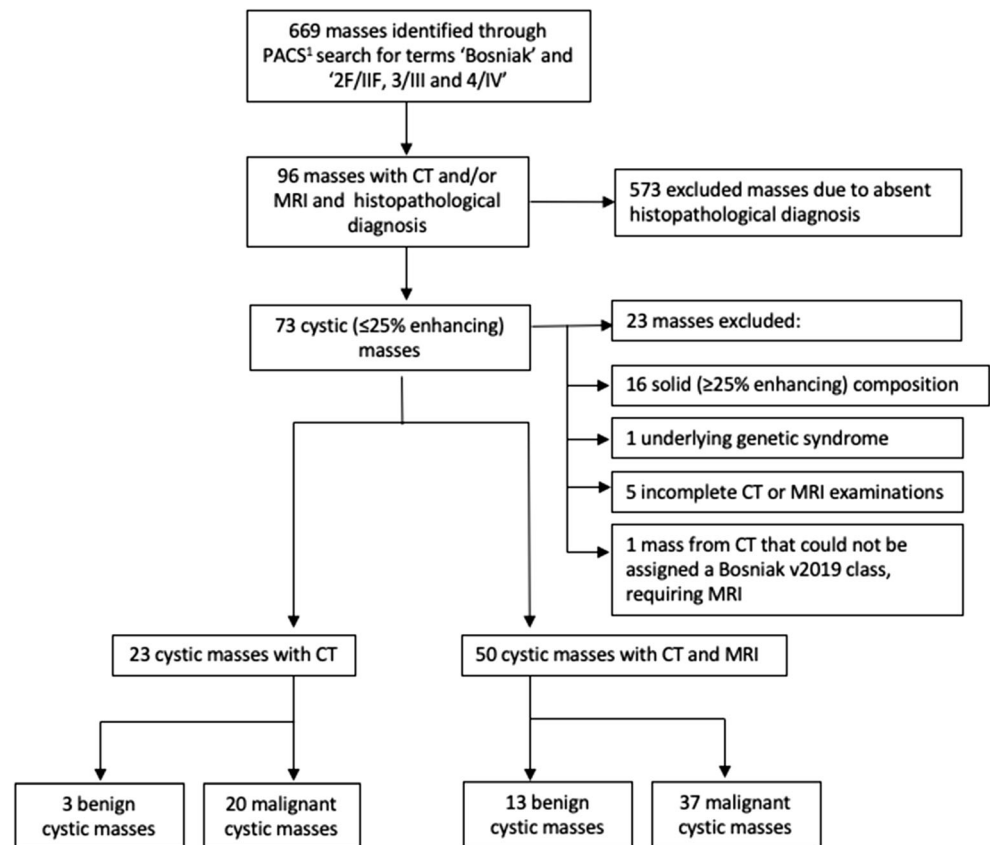 669 masses identified through
PACS¹ search for terms ‘Bosniak’ and
‘2F/IIF, 3/III and 4/IV’
96 masses with CT and/or
MRI and histopathological
diagnosis
573 excluded masses due to absent
histopathological diagnosis
73 cystic (≤25% enhancing)
masses
23 masses excluded:
16 solid (≥25% enhancing) composition
1 underlying genetic syndrome
5 incomplete CT or MRI examinations
1 mass from CT that could not be
assigned a Bosniak v2019 class,
requiring MRI
23 cystic masses with CT
50 cystic masses with CT and MRI
3 benign
cystic masses
20 malignant
cystic masses
13 benign
cystic masses
37 malignant
cystic masses